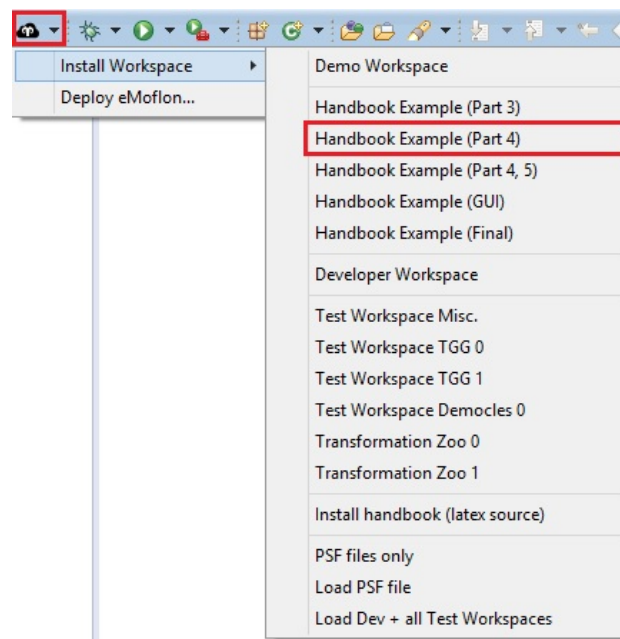 Install Workspace
Deploy eMoflon...
Demo Workspace
Handbook Example (Part 3)
Handbook Example (Part 4)
Handbook Example (Part 4, 5)
Handbook Example (GUI)
Handbook Example (Final)
Developer Workspace
Test Workspace Misc.
Test Workspace TGG 0
Test Workspace TGG 1
Test Workspace Democles 0
Transformation Zoo 0
Transformation Zoo 1
Install handbook (latex source)
PSF files only
Load PSF file
Load Dev + all Test Workspaces